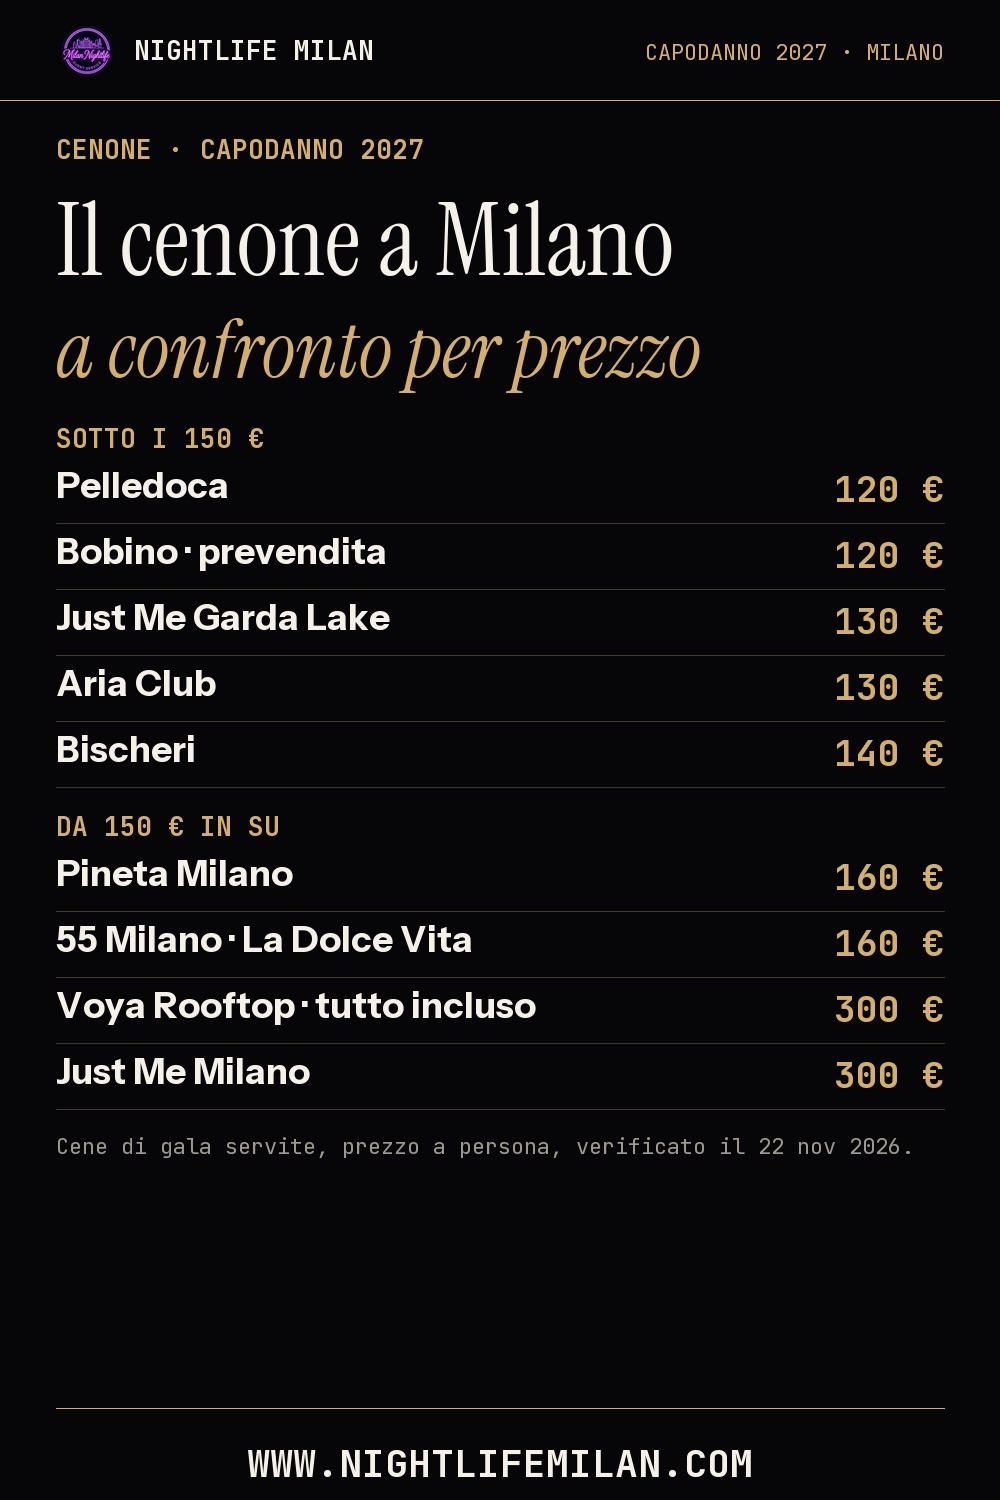 Milan Nightlife
NIGHTLIFE MILAN
CAPODANNO 2027 · MILANO
CENONE · CAPODANNO 2027
Il cenone a Milano
a confronto per prezzo
SOTTO I 150 €
Pelledoca 120 €
Bobino · prevendita 120 €
Just Me Garda Lake 130 €
Aria Club 130 €
Bischeri 140 €
DA 150 € IN SU
Pineta Milano 160 €
55 Milano · La Dolce Vita 160 €
Voya Rooftop · tutto incluso 300 €
Just Me Milano 300 €
Cene di gala servite, prezzo a persona, verificato il 22 nov 2026.
WWW.NIGHTLIFEMILAN.COM